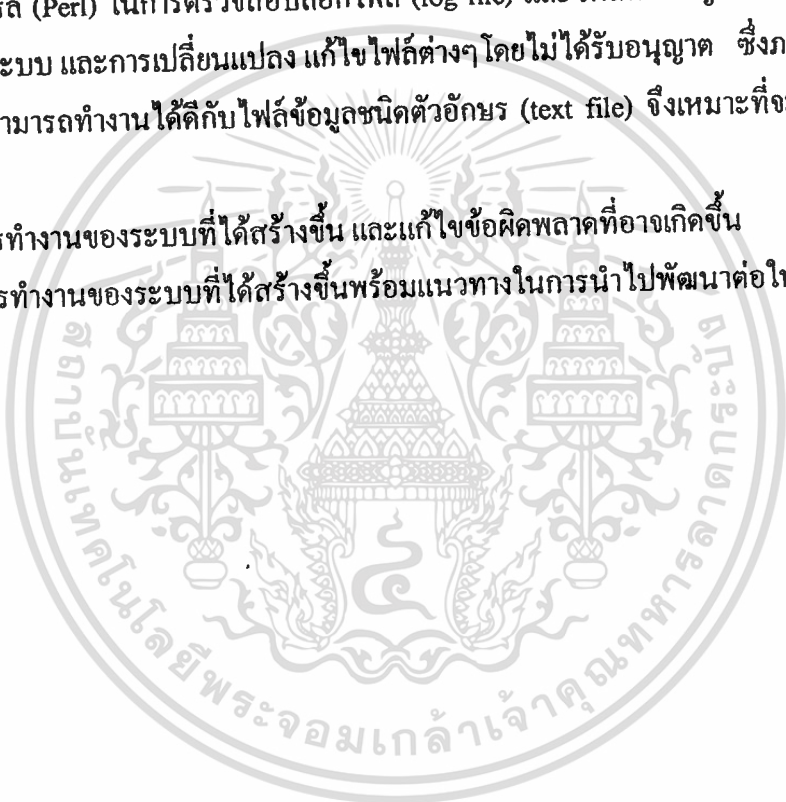 (Perl) ในการตรวจสอบล็อกไฟล์ (log file)
ะบบ และการเปลี่ยนแปลง แก้ไขไฟล์ต่างๆ โดยไม่ได้รับอนุญาต ซึ่งภ
ามารถทำงานได้ดีกับไฟล์ข้อมูลชนิดตัวอักษร (text file) จึงเหมาะที่จ
รทำงานของระบบที่ได้สร้างขึ้น และแก้ไขข้อผิดพลาดที่อาจเกิดขึ้น
รทำงานของระบบที่ได้สร้างขึ้นพร้อมแนวทางในการนำไปพัฒนาต่อใ
สถาบันเทคโนโลยีพระจอมเกล้าเจ้าคุณทหารลาดกระบัง